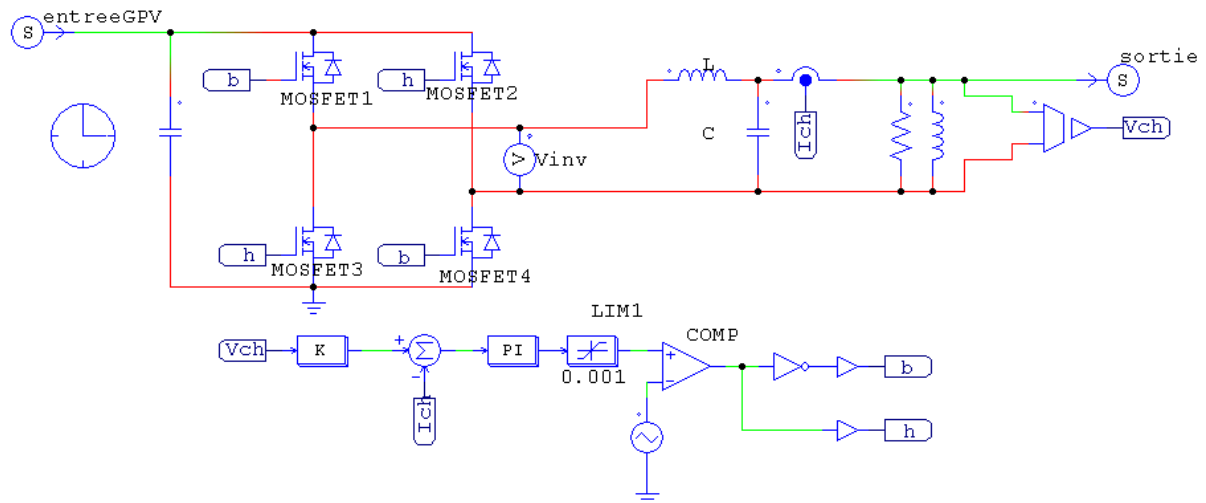 S
entreeGPV
b
MOSFET1
h
MOSFET2
L
sortie
S
C
Ich
V
Vinv
Vch
h
MOSFET3
b
MOSFET4
LIM1
COMP
Vch
K
+
Σ
-
PI
0.001
+
-
b
Ich
h